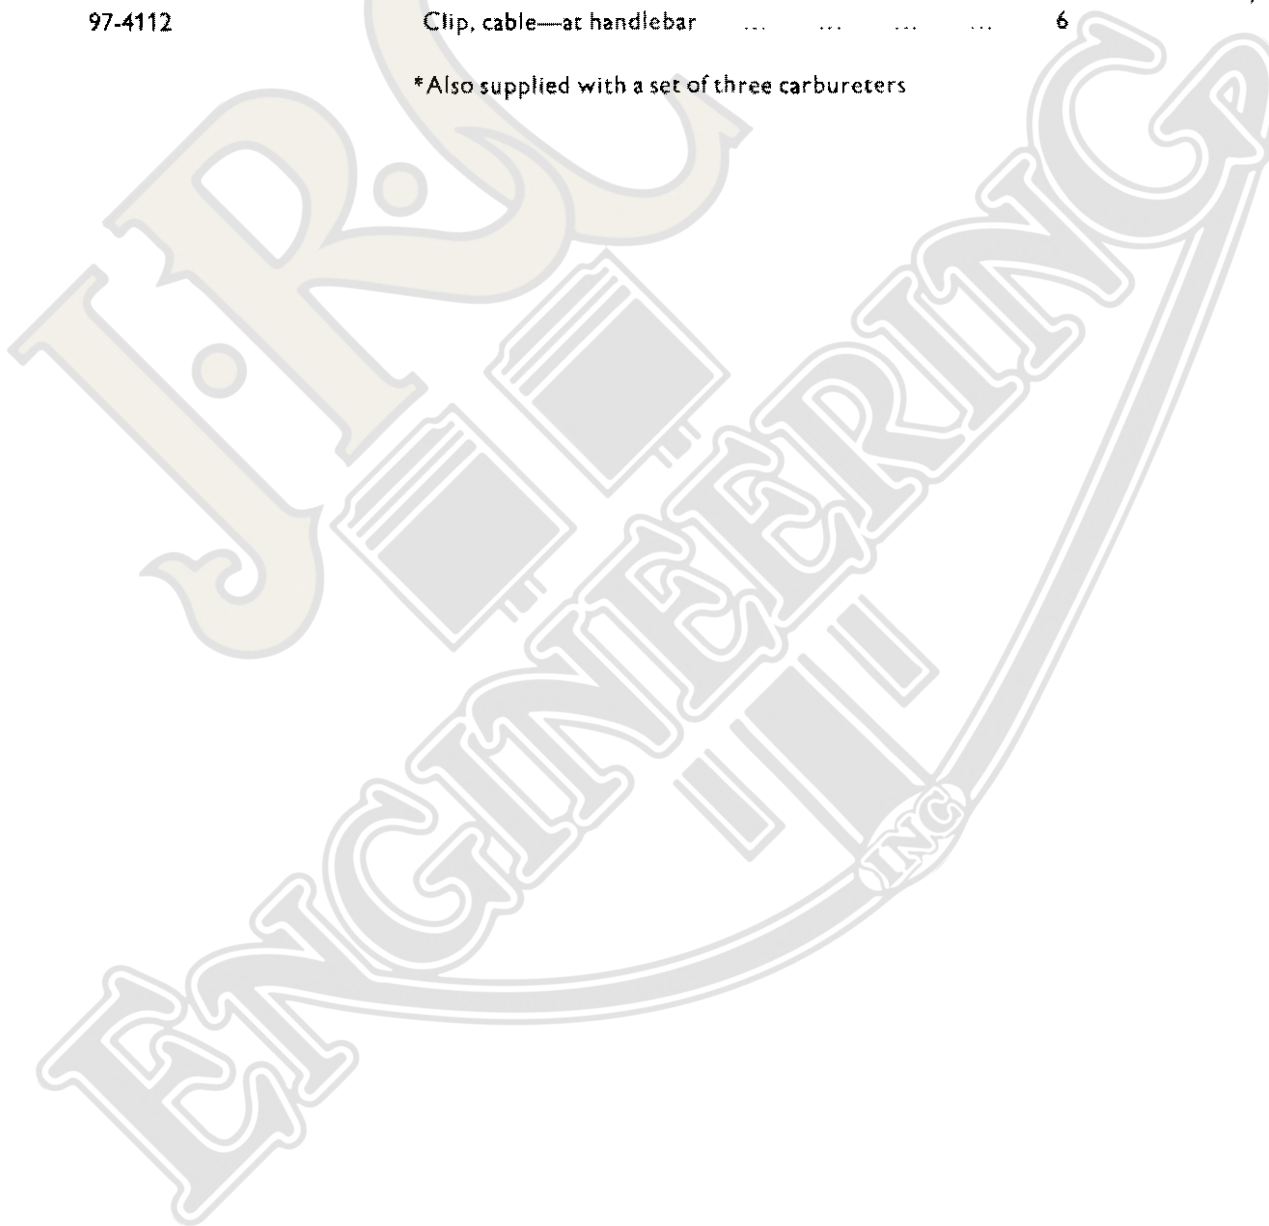 97-4112 Clip, cable—at handlebar ... ... ... ... 6
*Also supplied with a set of three carbureters
J·R·C
ENGINEERING
INC